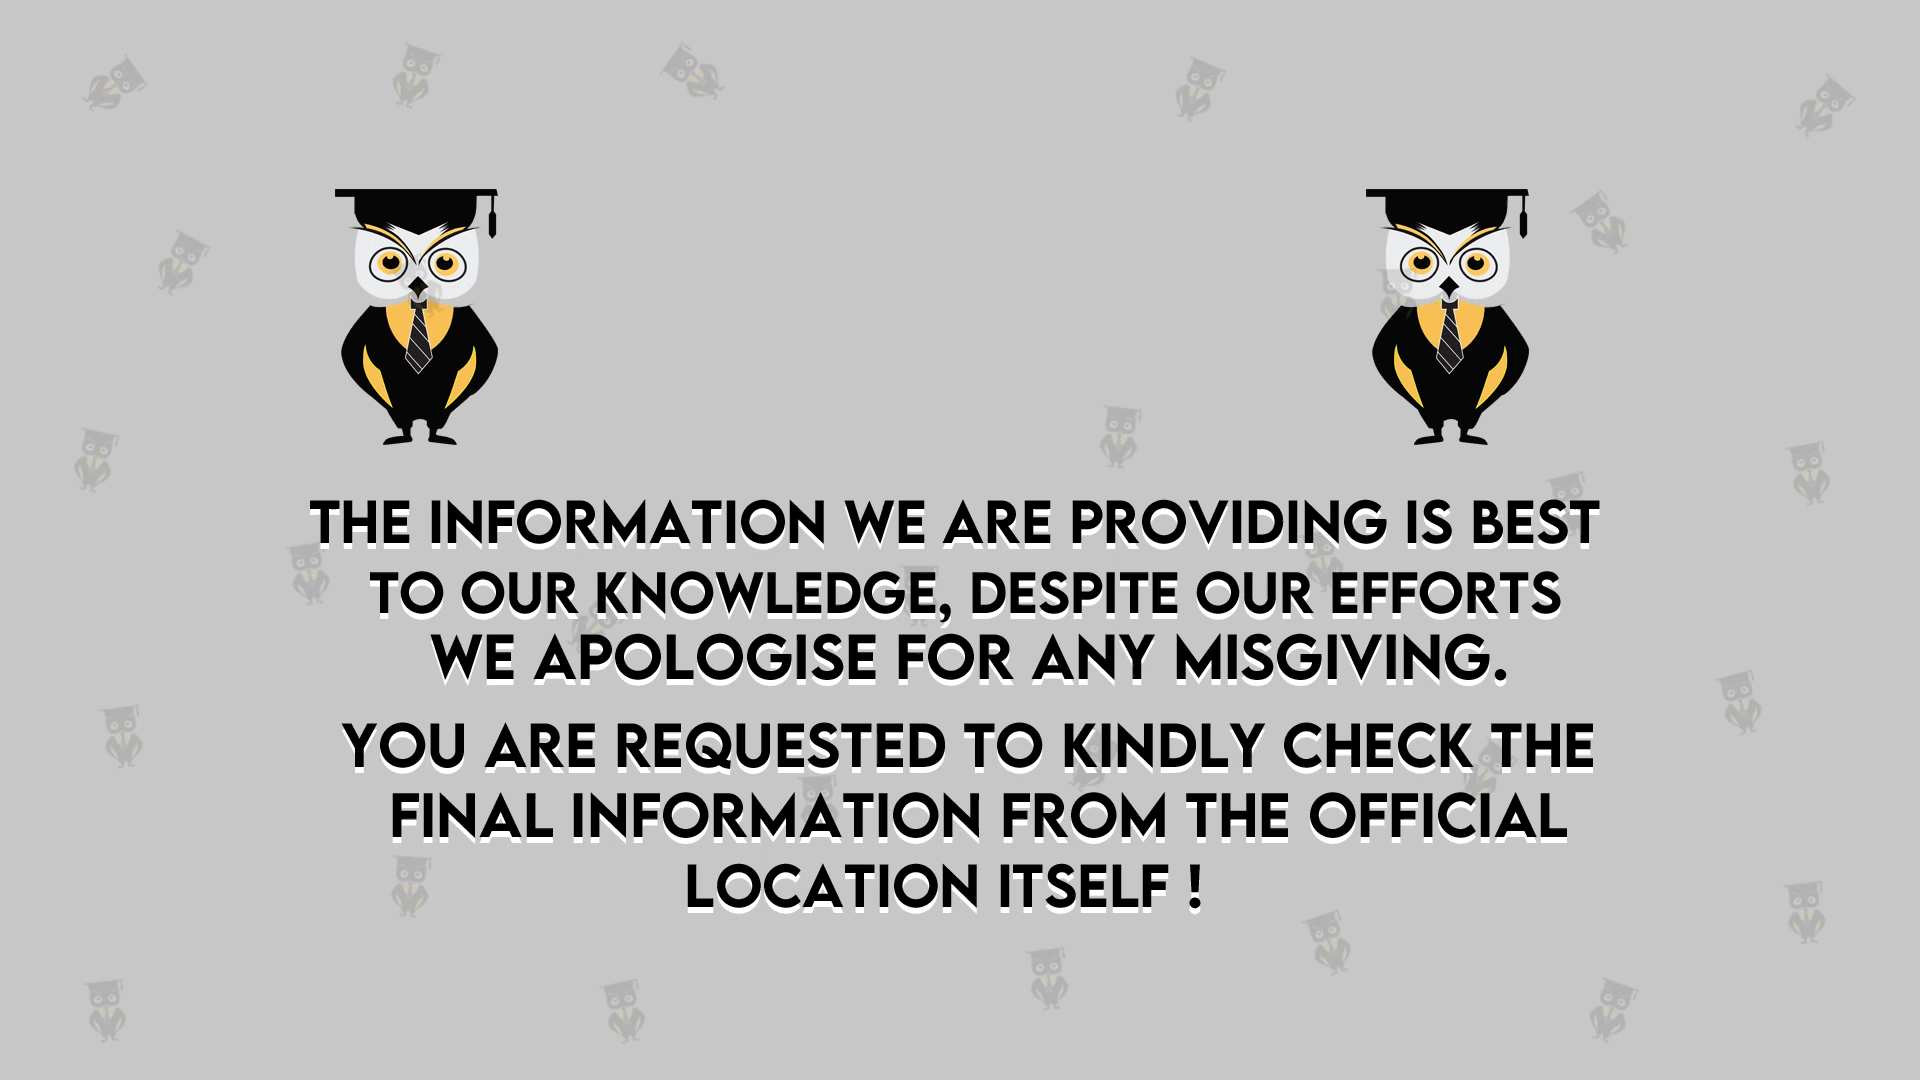 THE INFORMATION WE ARE PROVIDING IS BEST
TO OUR KNOWLEDGE, DESPITE OUR EFFORTS
WE APOLOGISE FOR ANY MISGIVING.
YOU ARE REQUESTED TO KINDLY CHECK THE
FINAL INFORMATION FROM THE OFFICIAL
LOCATION ITSELF !